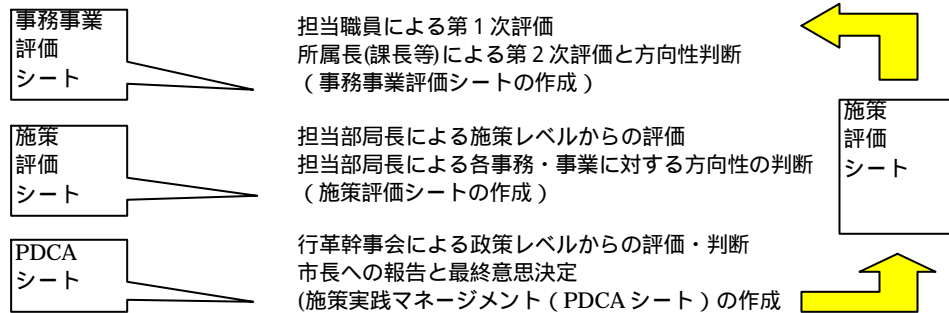 事務事業
評価
シート
担当職員による第1次評価
所属長(課長等)による第2次評価と方向性判断
(事務事業評価シートの作成)
施策
評価
シート
担当部局長による施策レベルからの評価
担当部局長による各事務・事業に対する方向性の判断
(施策評価シートの作成)
施策
評価
シート
PDCA
シート
行革幹事会による政策レベルからの評価・判断
市長への報告と最終意思決定
(施策実践マネージメント(PDCAシート)の作成